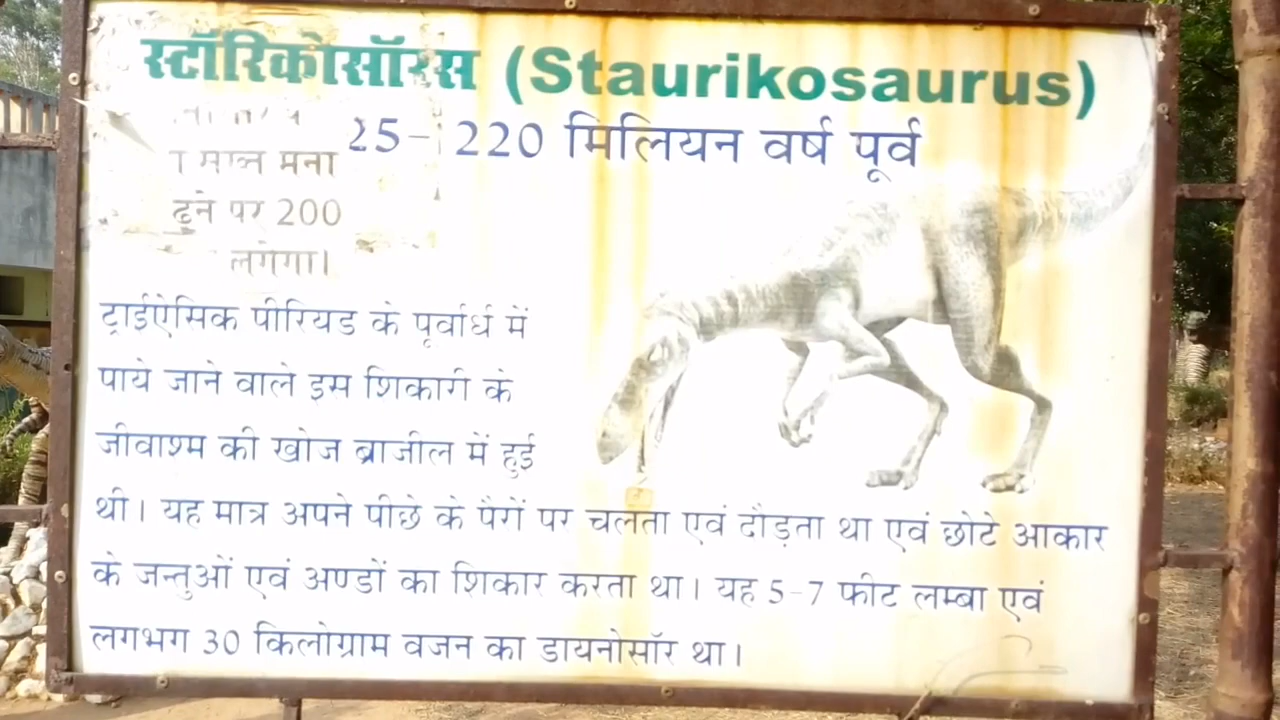 स्टॉरिकोसॉरस (Staurikosaurus)
25- 220 मिलियन वर्ष पूर्व
मना
पर 200
लगेगा।
ट्राईऐसिक पीरियड के पूर्वार्ध में
पाये जाने वाले इस शिकारी के
जीवाश्म की खोज ब्राजील में हुई
थी। यह मात्र अपने पीछे के पैरों पर चलता एवं दौड़ता था एवं छोटे आकार
के जन्तुओं एवं अण्डों का शिकार करता था। यह 5-7 फीट लम्बा एवं
लगभग 30 किलोग्राम वजन का डायनोसॉर था।